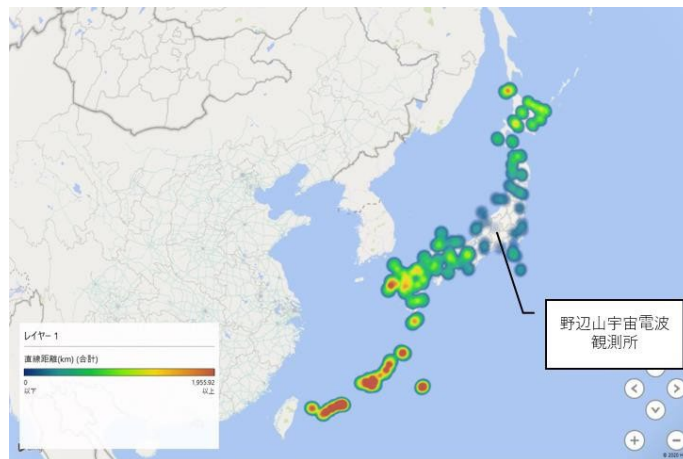 野辺山宇宙電波
観測所
レイヤー 1
直線距離(km) (合計)
0
以下
1,955.92
以上